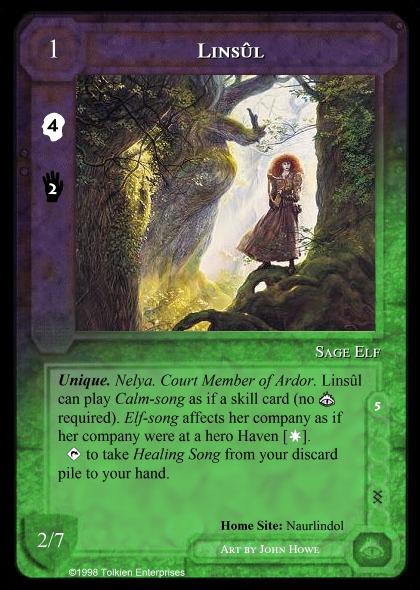 1
LINSÛL
4
2
SAGE ELF
Unique. Nelya. Court Member of Ardor. Linsûl
can play Calm-song as if a skill card (no
required). Elf-song affects her company as if
her company were at a hero Haven [ ].
to take Healing Song from your discard
pile to your hand.
5
Home Site: Naurlindol
2/7
ART BY JOHN HOWE
©1998 Tolkien Enterprises